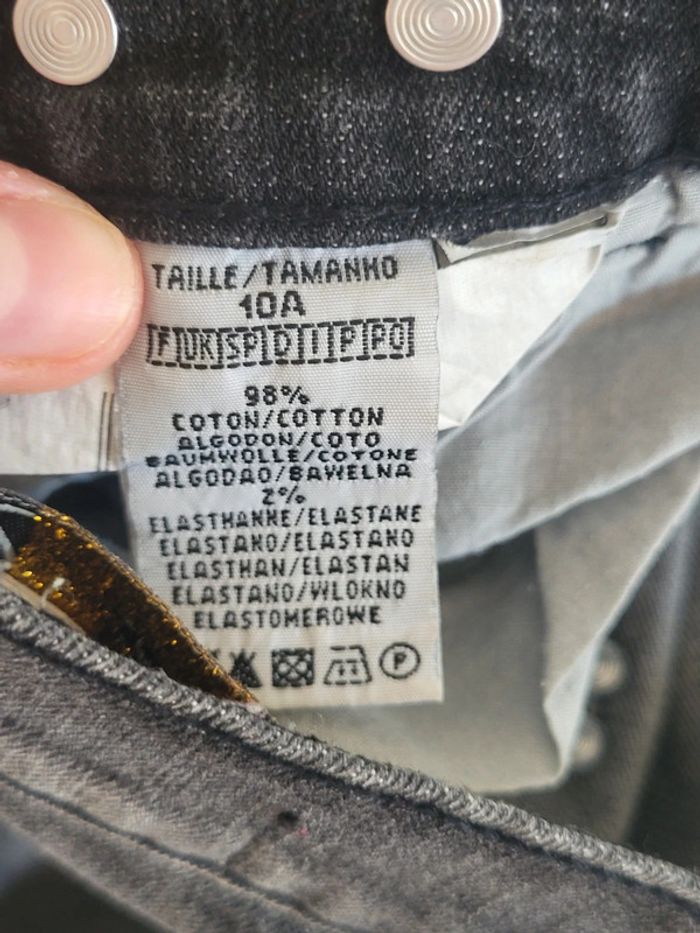 TAILLE/TAMANHO
10A
F UK SP D I P PO
98%
COTON/COTTON
ALGODON/COTO
BAUMWOLLE/COTONE
ALGODAO/BAWELNA
2%
ELASTHANNE/ELASTANE
ELASTANO/ELASTANO
ELASTHAN/ELASTAN
ELASTANO/WLOKNO
ELASTOMEROWE
P